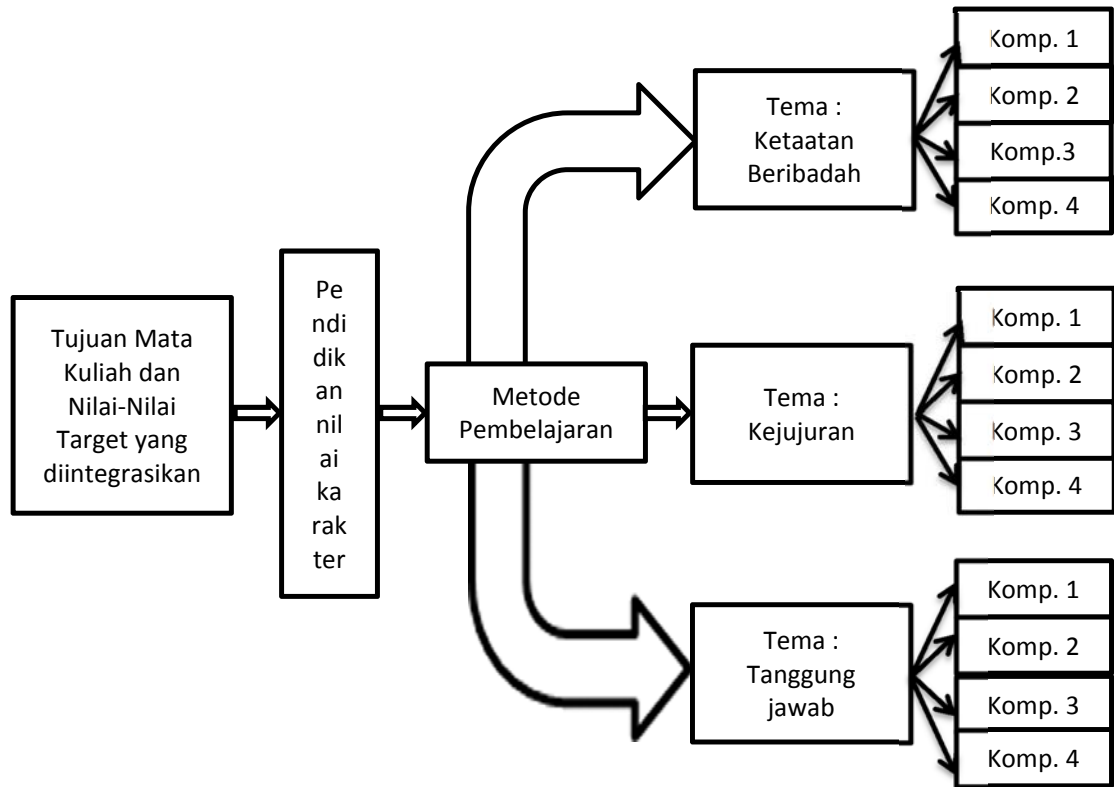 Tujuan Mata
Kuliah dan
Nilai-Nilai
Target yang
diintegrasikan
Pe
ndi
dik
an
nil
ai
ka
rak
ter
Metode
Pembelajaran
Tema :
Ketaatan
Beribadah
Komp. 1
Komp. 2
Komp.3
Komp. 4
Tema :
Kejujuran
Komp. 1
Komp. 2
Komp. 3
Komp. 4
Tema :
Tanggung
jawab
Komp. 1
Komp. 2
Komp. 3
Komp. 4